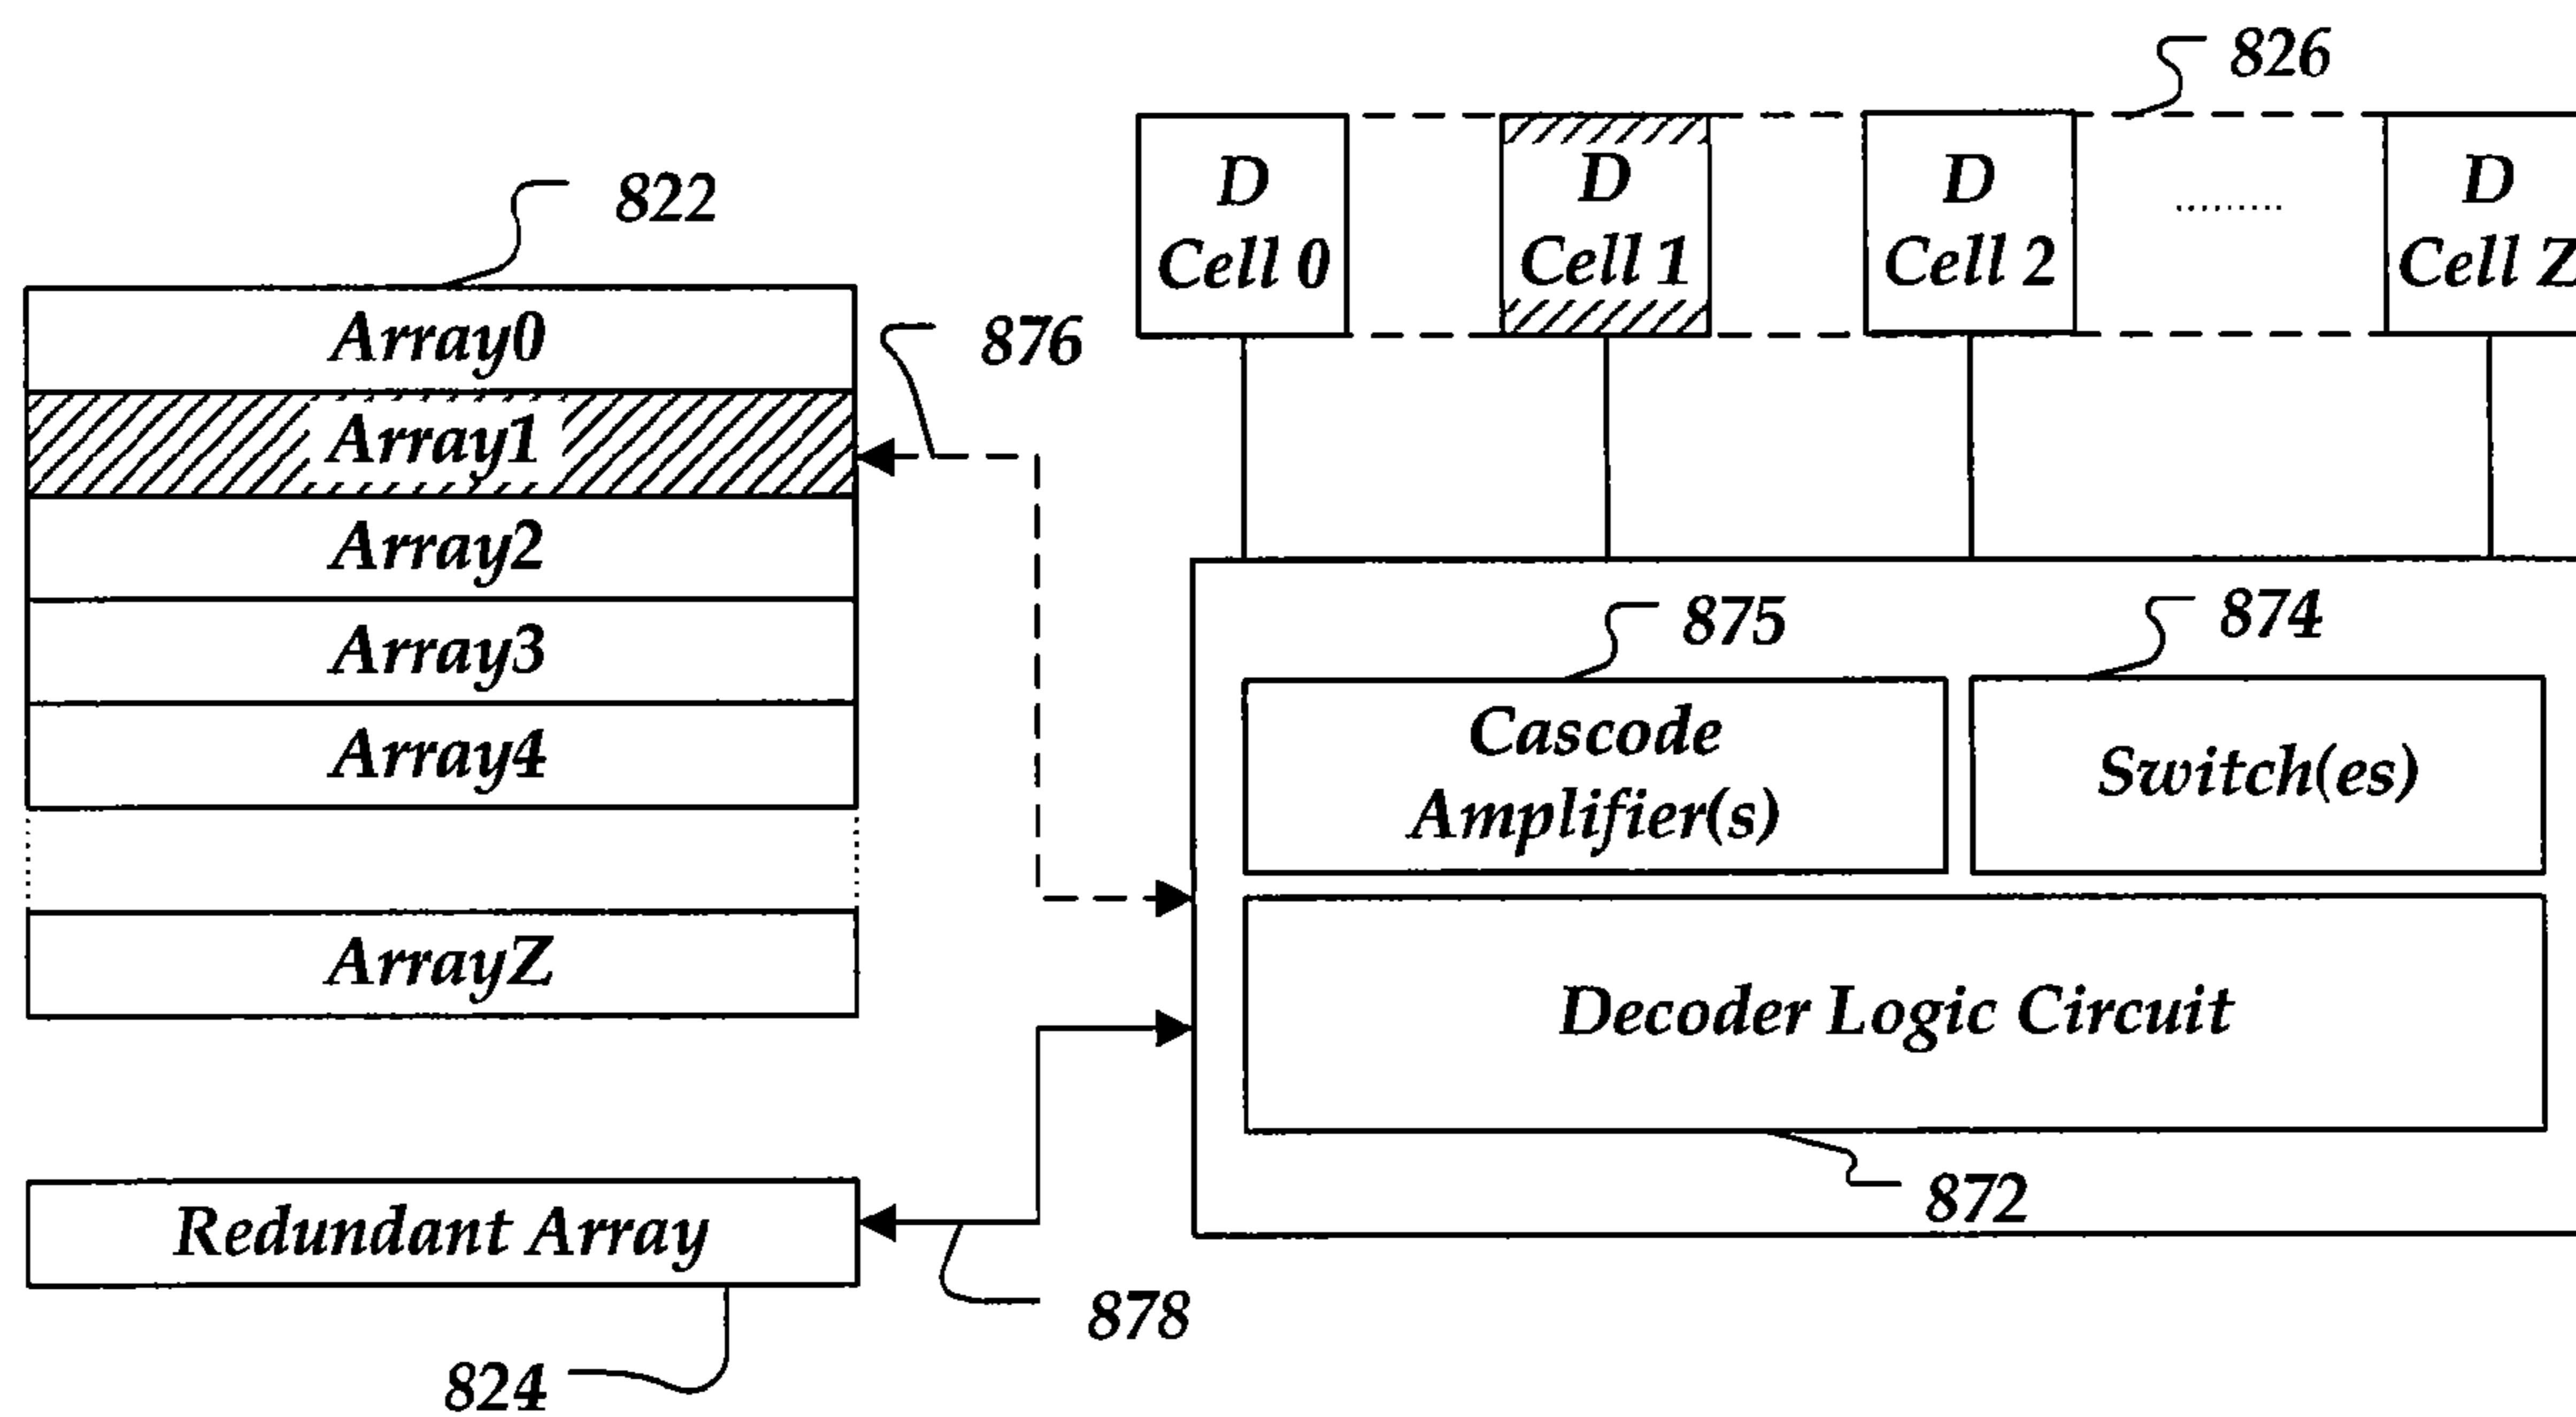 826
D
Cell 0
D
Cell 1
D
Cell 2
........
D
Cell Z
822
Array0
876
Array1
Array2
Array3
Array4
ArrayZ
875
874
Cascode
Amplifier(s)
Switch(es)
Decoder Logic Circuit
872
Redundant Array
878
824